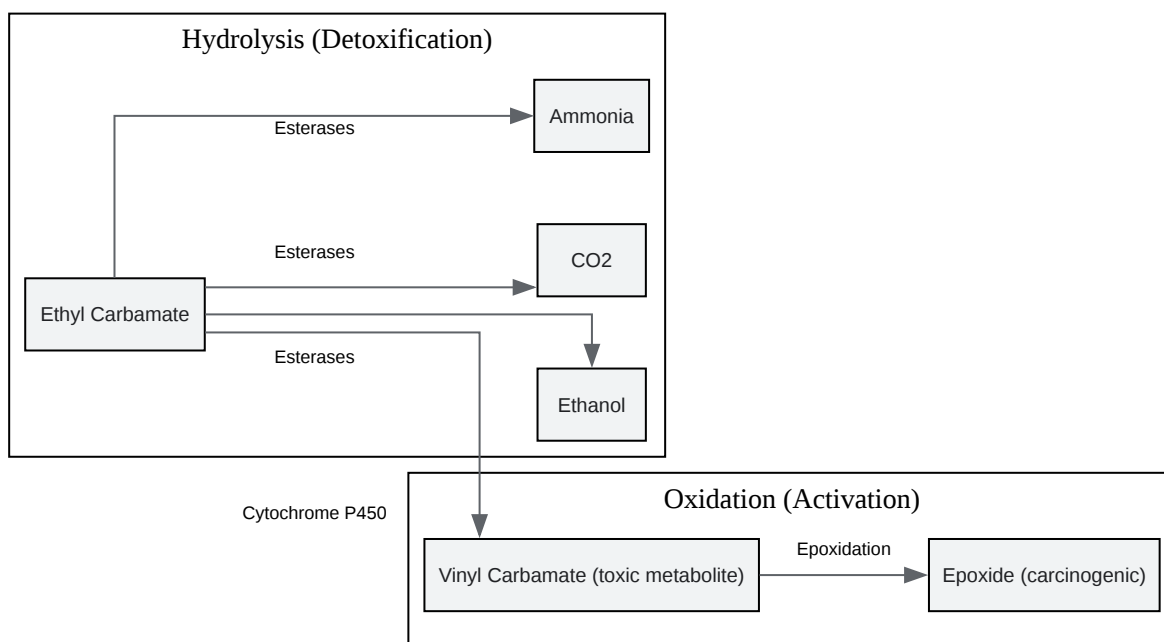 Hydrolysis (Detoxification)
Ammonia
Esterases
CO2
Esterases
Ethyl Carbamate
Esterases
Ethanol
Oxidation (Activation)
Cytochrome P450
Epoxidation
Vinyl Carbamate (toxic metabolite)
Epoxide (carcinogenic)